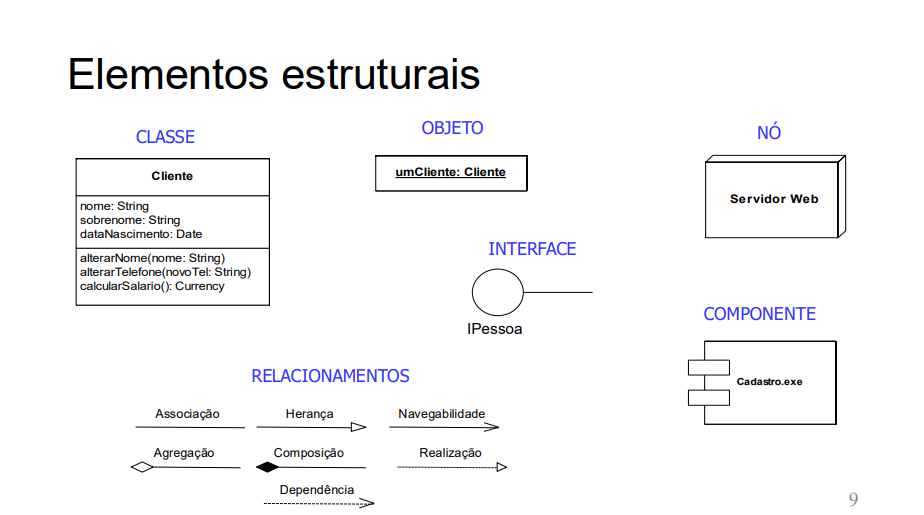 Elementos estruturais
CLASSE
Cliente
nome: String
sobrenome: String
dataNascimento: Date
alterarNome(nome: String)
alterarTelefone(novoTel: String)
calcularSalario(): Currency
OBJETO
umCliente: Cliente
NÓ
Servidor Web
INTERFACE
IPessoa
COMPONENTE
Cadastro.exe
RELACIONAMENTOS
Associação
Herança
Navegabilidade
Agregação
Composição
Realização
Dependência
9